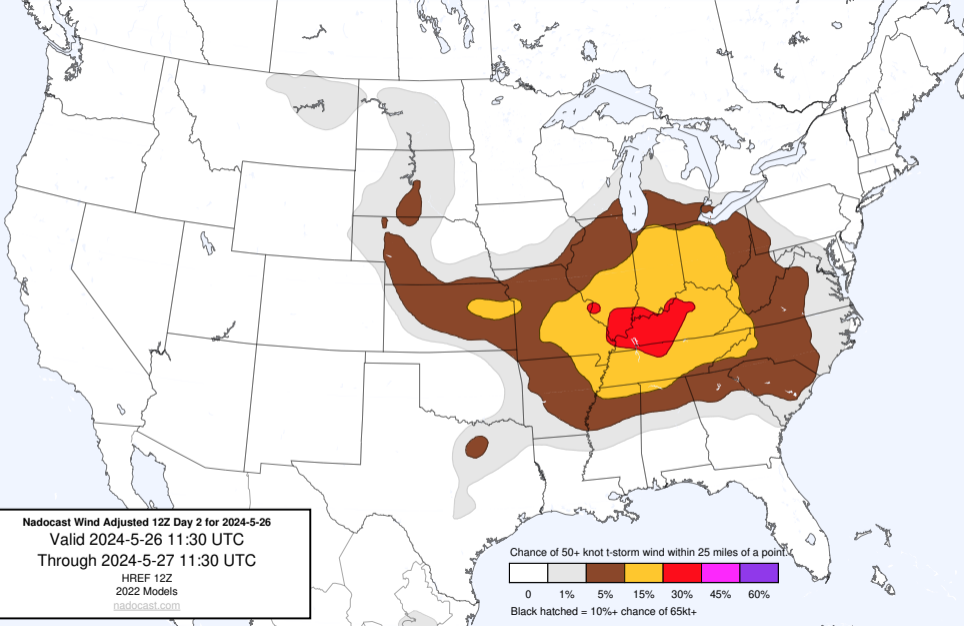 Nadocast Wind Adjusted 12Z Day 2 for 2024-5-26
Valid 2024-5-26 11:30 UTC
Through 2024-5-27 11:30 UTC
HREF 12Z
2022 Models
nadocast.com
Chance of 50+ knot t-storm wind within 25 miles of a point.
0 1% 5% 15% 30% 45% 60%
Black hatched = 10%+ chance of 65kt+